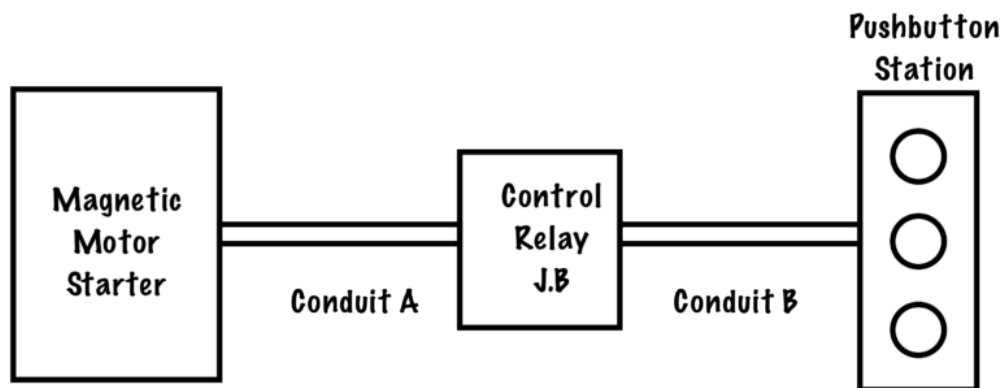 Pushbutton
Station
Magnetic
Motor
Starter
Control
Relay
J.B
Conduit A
Conduit B